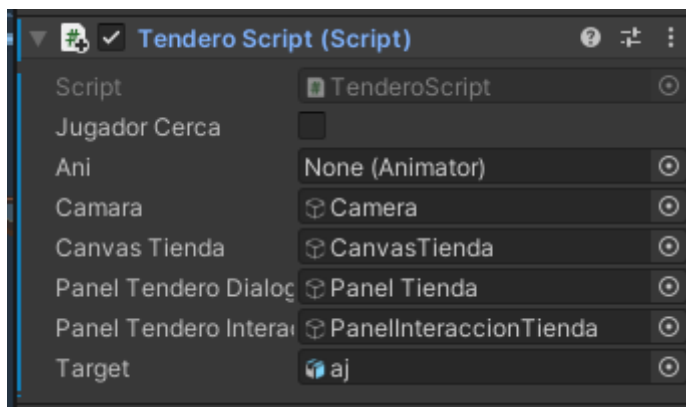 Tendero Script (Script)
Script TenderoScript
Jugador Cerca
Ani None (Animator)
Camara Camera
Canvas Tienda CanvasTienda
Panel Tendero Dialog Panel Tienda
Panel Tendero Intera PanelInteraccionTienda
Target aj